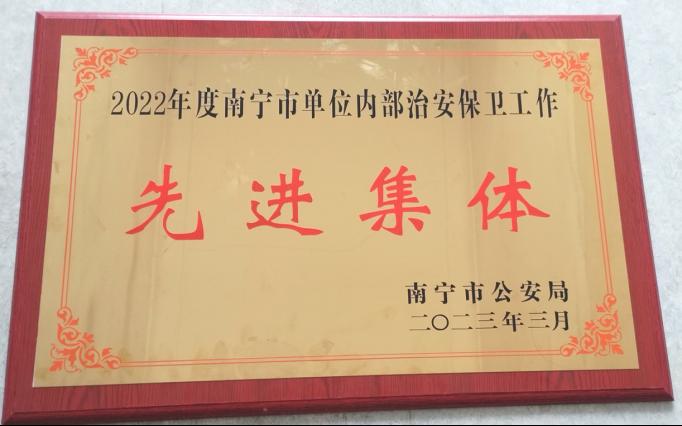 2022年度南宁市单位内部治安保卫工作
先进集体
南宁市公安局
二〇二三年三月